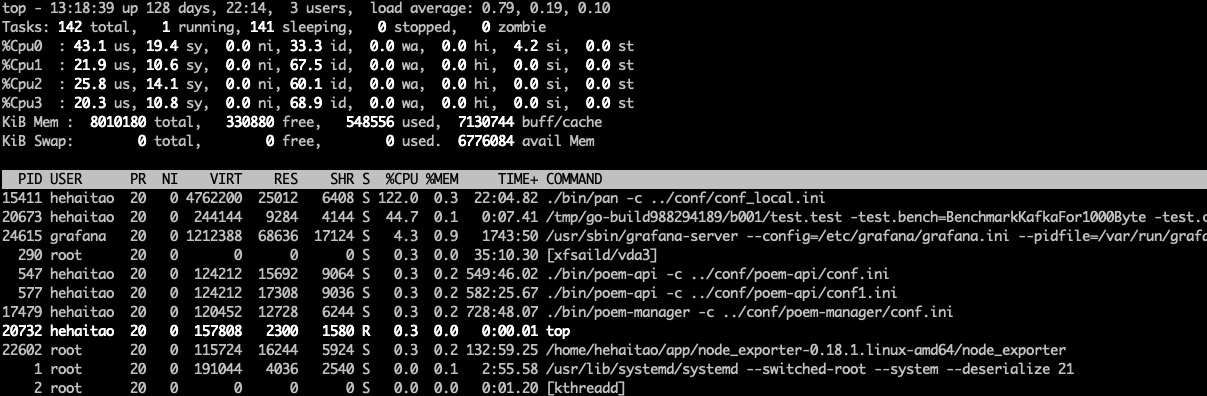 top - 13:18:39 up 128 days, 22:14,  3 users,  load average: 0.79, 0.19, 0.10
Tasks: 142 total,   1 running, 141 sleeping,   0 stopped,   0 zombie
%Cpu0  : 43.1 us, 19.4 sy,  0.0 ni, 33.3 id,  0.0 wa,  0.0 hi,  4.2 si,  0.0 st
%Cpu1  : 21.9 us, 10.6 sy,  0.0 ni, 67.5 id,  0.0 wa,  0.0 hi,  0.0 si,  0.0 st
%Cpu2  : 25.8 us, 14.1 sy,  0.0 ni, 60.1 id,  0.0 wa,  0.0 hi,  0.0 si,  0.0 st
%Cpu3  : 20.3 us, 10.8 sy,  0.0 ni, 68.9 id,  0.0 wa,  0.0 hi,  0.0 si,  0.0 st
KiB Mem :  8010180 total,   330880 free,   548556 used,  7130744 buff/cache
KiB Swap:        0 total,        0 free,        0 used.  6776084 avail Mem
  PID USER      PR  NI    VIRT    RES    SHR S  %CPU %MEM     TIME+ COMMAND
15411 hehaitao  20   0 4762200  25012   6408 S 122.0  0.3  22:04.82 ./bin/pan -c ../conf/conf_local.ini
20673 hehaitao  20   0  244144   9284   4144 S  44.7  0.1   0:07.41 /tmp/go-build988294189/b001/test.test -test.bench=BenchmarkKafkaFor1000Byte -test.c
24615 grafana   20   0 1212388  68636  17124 S   4.3  0.9   1743:50 /usr/sbin/grafana-server --config=/etc/grafana/grafana.ini --pidfile=/var/run/grafa
  290 root      20   0       0      0      0 S   0.3  0.0  35:10.30 [xfsaild/vda3]
  547 hehaitao  20   0  124212  15692   9064 S   0.3  0.2 549:46.02 ./bin/poem-api -c ../conf/poem-api/conf.ini
  577 hehaitao  20   0  124212  17308   9036 S   0.3  0.2 582:25.67 ./bin/poem-api -c ../conf/poem-api/conf1.ini
17479 hehaitao  20   0  120452  12728   6244 S   0.3  0.2 728:48.07 ./bin/poem-manager -c ../conf/poem-manager/conf.ini
20732 hehaitao  20   0  157808   2300   1580 R   0.3  0.0   0:00.01 top
22602 root      20   0  115724  16244   5924 S   0.3  0.2 132:59.25 /home/hehaitao/app/node_exporter-0.18.1.linux-amd64/node_exporter
    1 root      20   0  191044   4036   2540 S   0.0  0.1   2:55.58 /usr/lib/systemd/systemd --switched-root --system --deserialize 21
    2 root      20   0       0      0      0 S   0.0  0.0   0:01.20 [kthreadd]